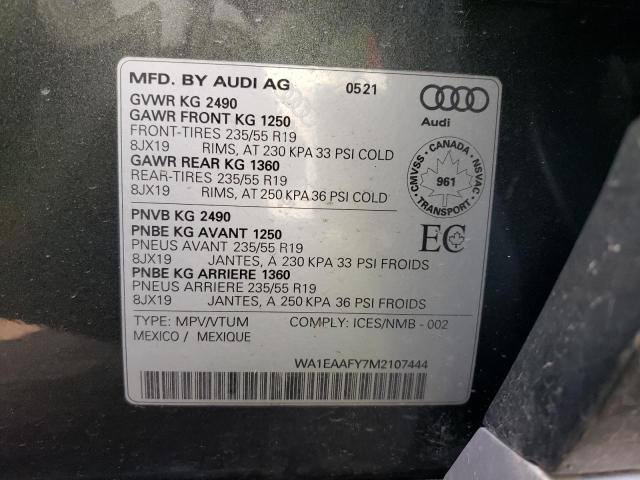 MFD. BY AUDI AG 0521
Audi
GVWR KG 2490
GAWR FRONT KG 1250
FRONT-TIRES 235/55 R19
8JX19 RIMS, AT 230 KPA 33 PSI COLD
GAWR REAR KG 1360
REAR-TIRES 235/55 R19
8JX19 RIMS, AT 250 KPA 36 PSI COLD
CMVSS - CANADA - NSVAC
961
TRANSPORT
PNVB KG 2490
PNBE KG AVANT 1250
PNEUS AVANT 235/55 R19
8JX19 JANTES, A 230 KPA 33 PSI FROIDS
PNBE KG ARRIERE 1360
PNEUS ARRIERE 235/55 R19
8JX19 JANTES, A 250 KPA 36 PSI FROIDS
EC
TYPE: MPV/VTUM COMPLY: ICES/NMB - 002
MEXICO / MEXIQUE
WA1EAAFY7M2107444